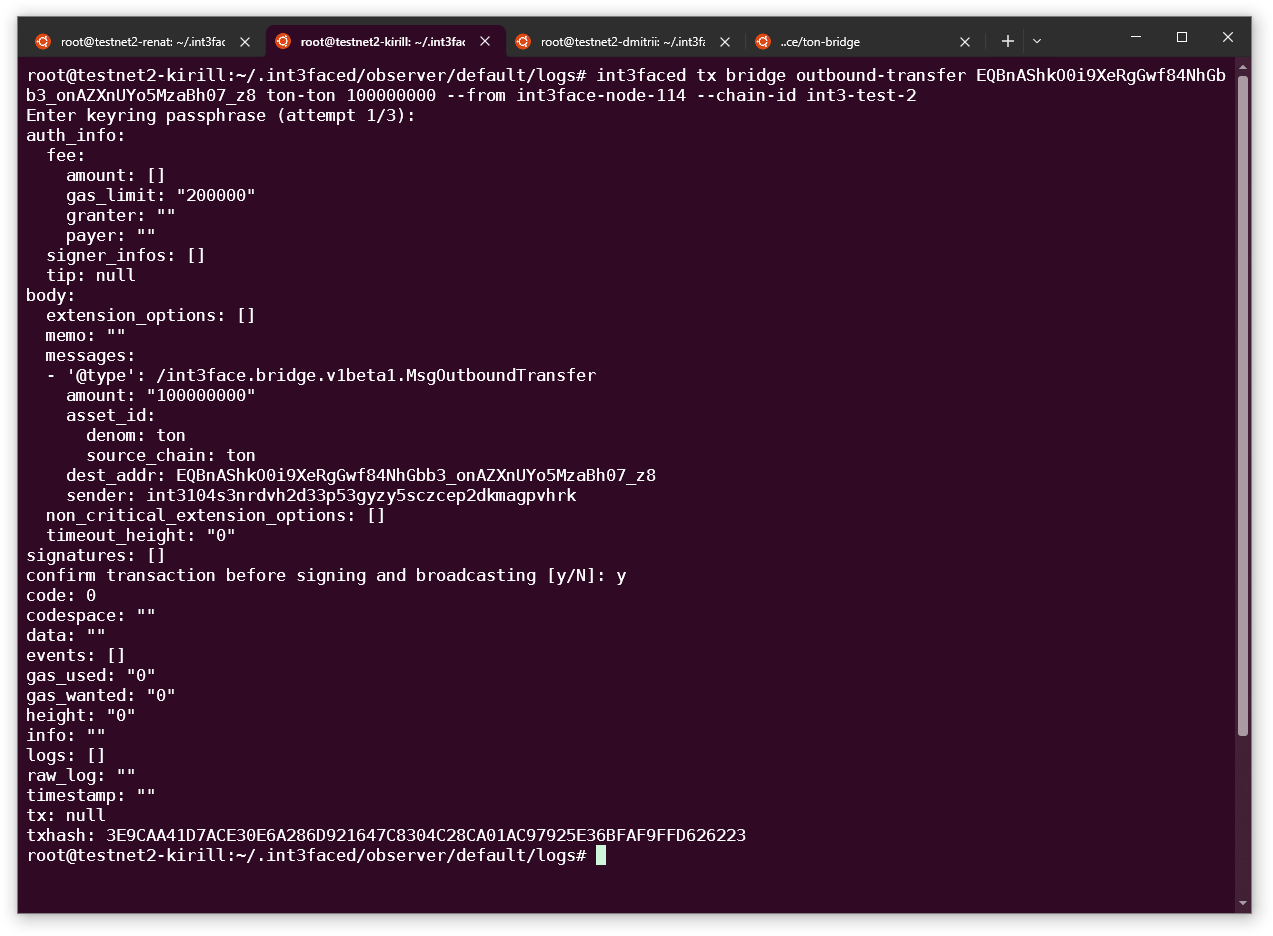 root@testnet2-renat: ~/.int3fac
root@testnet2-kirill: ~/.int3fac
root@testnet2-dmitrii: ~/.int3fa
..ce/ton-bridge
root@testnet2-kirill:~/.int3faced/observer/default/logs# int3faced tx bridge outbound-transfer EQBnAShkO0i9XeRgGwf84NhGb
b3_onAZXnUYo5MzaBh07_z8 ton-ton 100000000 --from int3face-node-114 --chain-id int3-test-2
Enter keyring passphrase (attempt 1/3):
auth_info:
  fee:
    amount: []
    gas_limit: "200000"
    granter: ""
    payer: ""
  signer_infos: []
  tip: null
body:
  extension_options: []
  memo: ""
  messages:
  - '@type': /int3face.bridge.v1beta1.MsgOutboundTransfer
    amount: "100000000"
    asset_id:
      denom: ton
      source_chain: ton
    dest_addr: EQBnAShkO0i9XeRgGwf84NhGbb3_onAZXnUYo5MzaBh07_z8
    sender: int3104s3nrdvh2d33p53gyzy5sczcep2dkmagpvhrk
  non_critical_extension_options: []
  timeout_height: "0"
signatures: []
confirm transaction before signing and broadcasting [y/N]: y
code: 0
codespace: ""
data: ""
events: []
gas_used: "0"
gas_wanted: "0"
height: "0"
info: ""
logs: []
raw_log: ""
timestamp: ""
tx: null
txhash: 3E9CAA41D7ACE30E6A286D921647C8304C28CA01AC97925E36BFAF9FFD626223
root@testnet2-kirill:~/.int3faced/observer/default/logs#